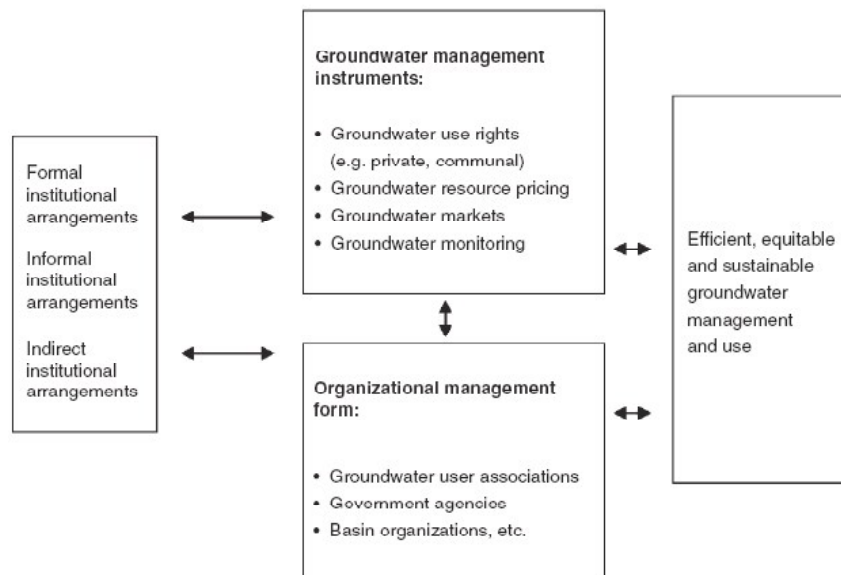 Formal
institutional
arrangements
Informal
institutional
arrangements
Indirect
institutional
arrangements
Groundwater management
instruments:
• Groundwater use rights
(e.g. private, communal)
• Groundwater resource pricing
• Groundwater markets
• Groundwater monitoring
Organizational management
form:
• Groundwater user associations
• Government agencies
• Basin organizations, etc.
Efficient, equitable
and sustainable
groundwater
management
and use